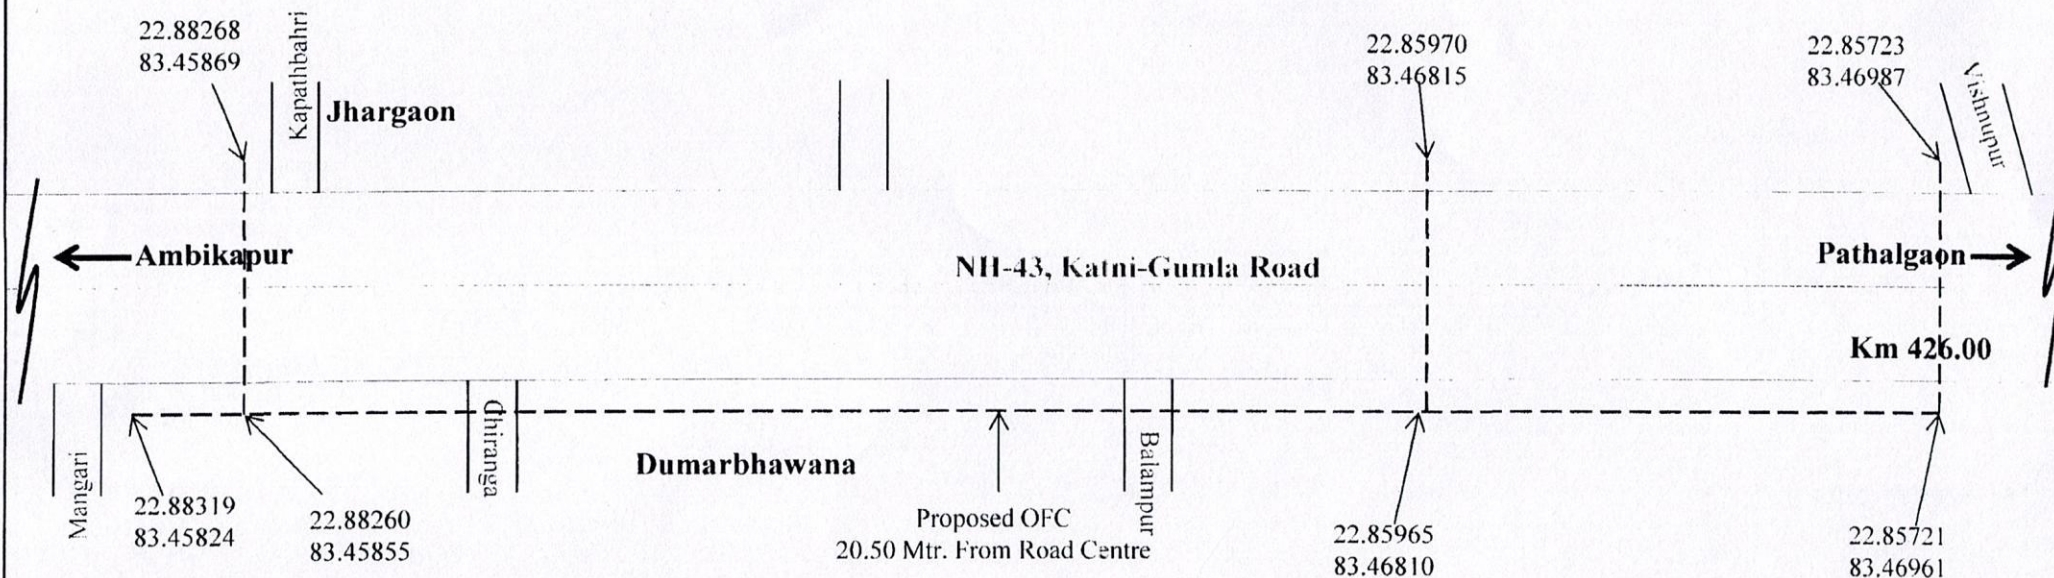 22.88268
83.45869
Kapathbahri
Jhargaon
22.85970
83.46815
22.85723
83.46987
Vishnupur
Ambikapur
NH-43, Katni-Gumla Road
Pathalgaon
Km 426.00
Mangari
22.88319
83.45824
22.88260
83.45855
Chiranga
Dumarbhawana
Proposed OFC
20.50 Mtr. From Road Centre
Balampur
22.85965
83.46810
22.85721
83.46961